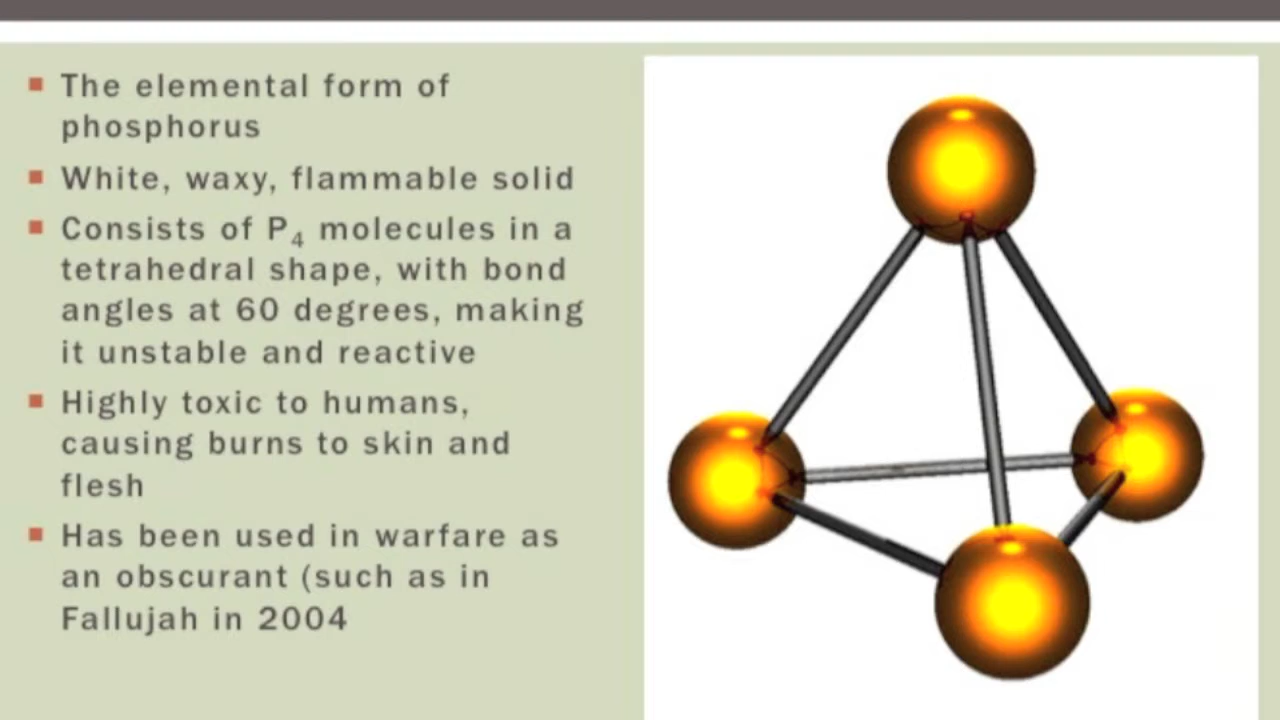 The elemental form of
phosphorus
White, waxy, flammable solid
Consists of P₄ molecules in a
tetrahedral shape, with bond
angles at 60 degrees, making
it unstable and reactive
Highly toxic to humans,
causing burns to skin and
flesh
Has been used in warfare as
an obscurant (such as in
Fallujah in 2004